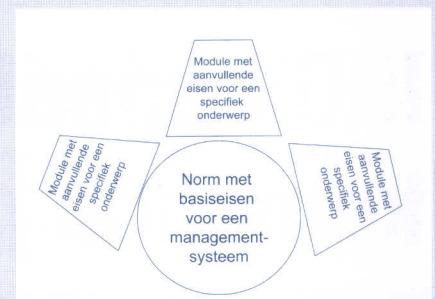 Module met
aanvullende
eisen voor een
specifiek
onderwerp
Module met
aanvullende
eisen voor een
specifiek
onderwerp
Norm met
basiseisen
voor een
management-
systeem
Module met
aanvullende
eisen voor een
specifiek
onderwerp